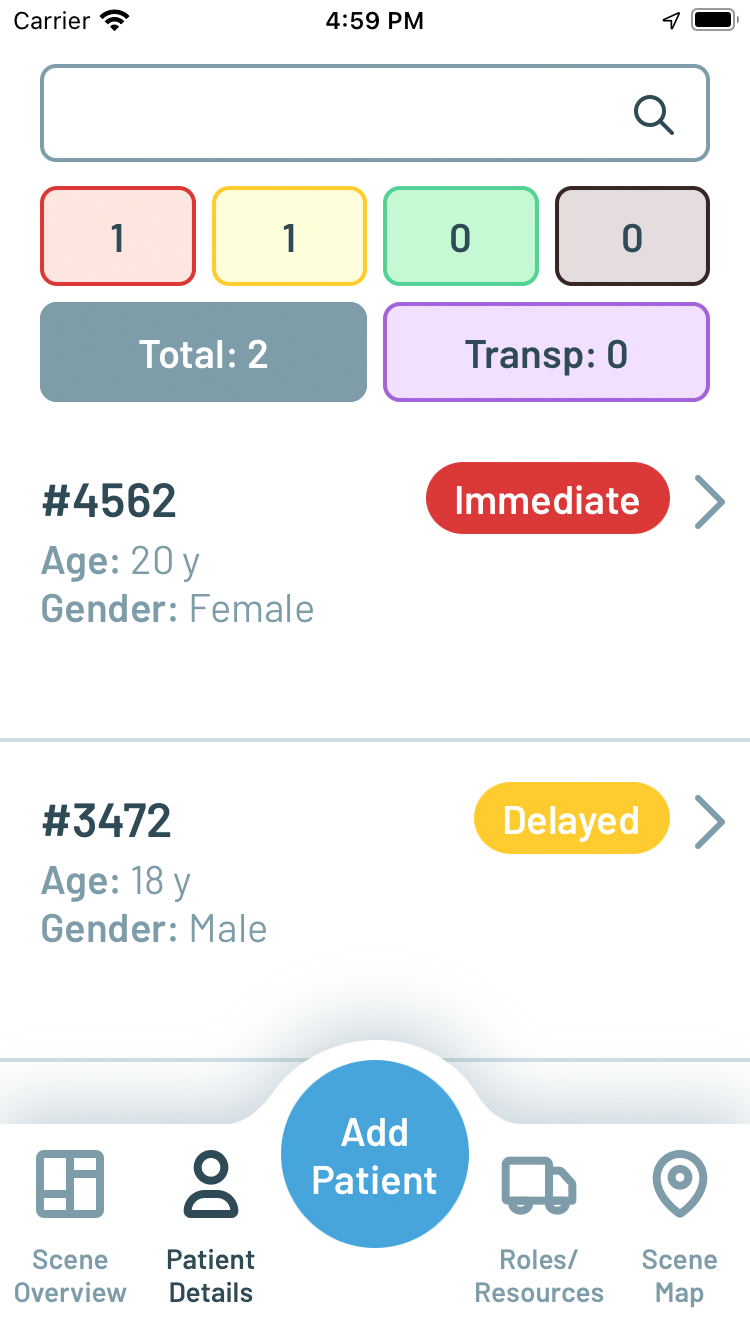 Carrier 4:59 PM
1 1 0 0
Total: 2 Transp: 0
#4562 Immediate
Age: 20 y
Gender: Female
#3472 Delayed
Age: 18 y
Gender: Male
Add
Patient
Scene Patient Roles/ Scene
Overview Details Resources Map